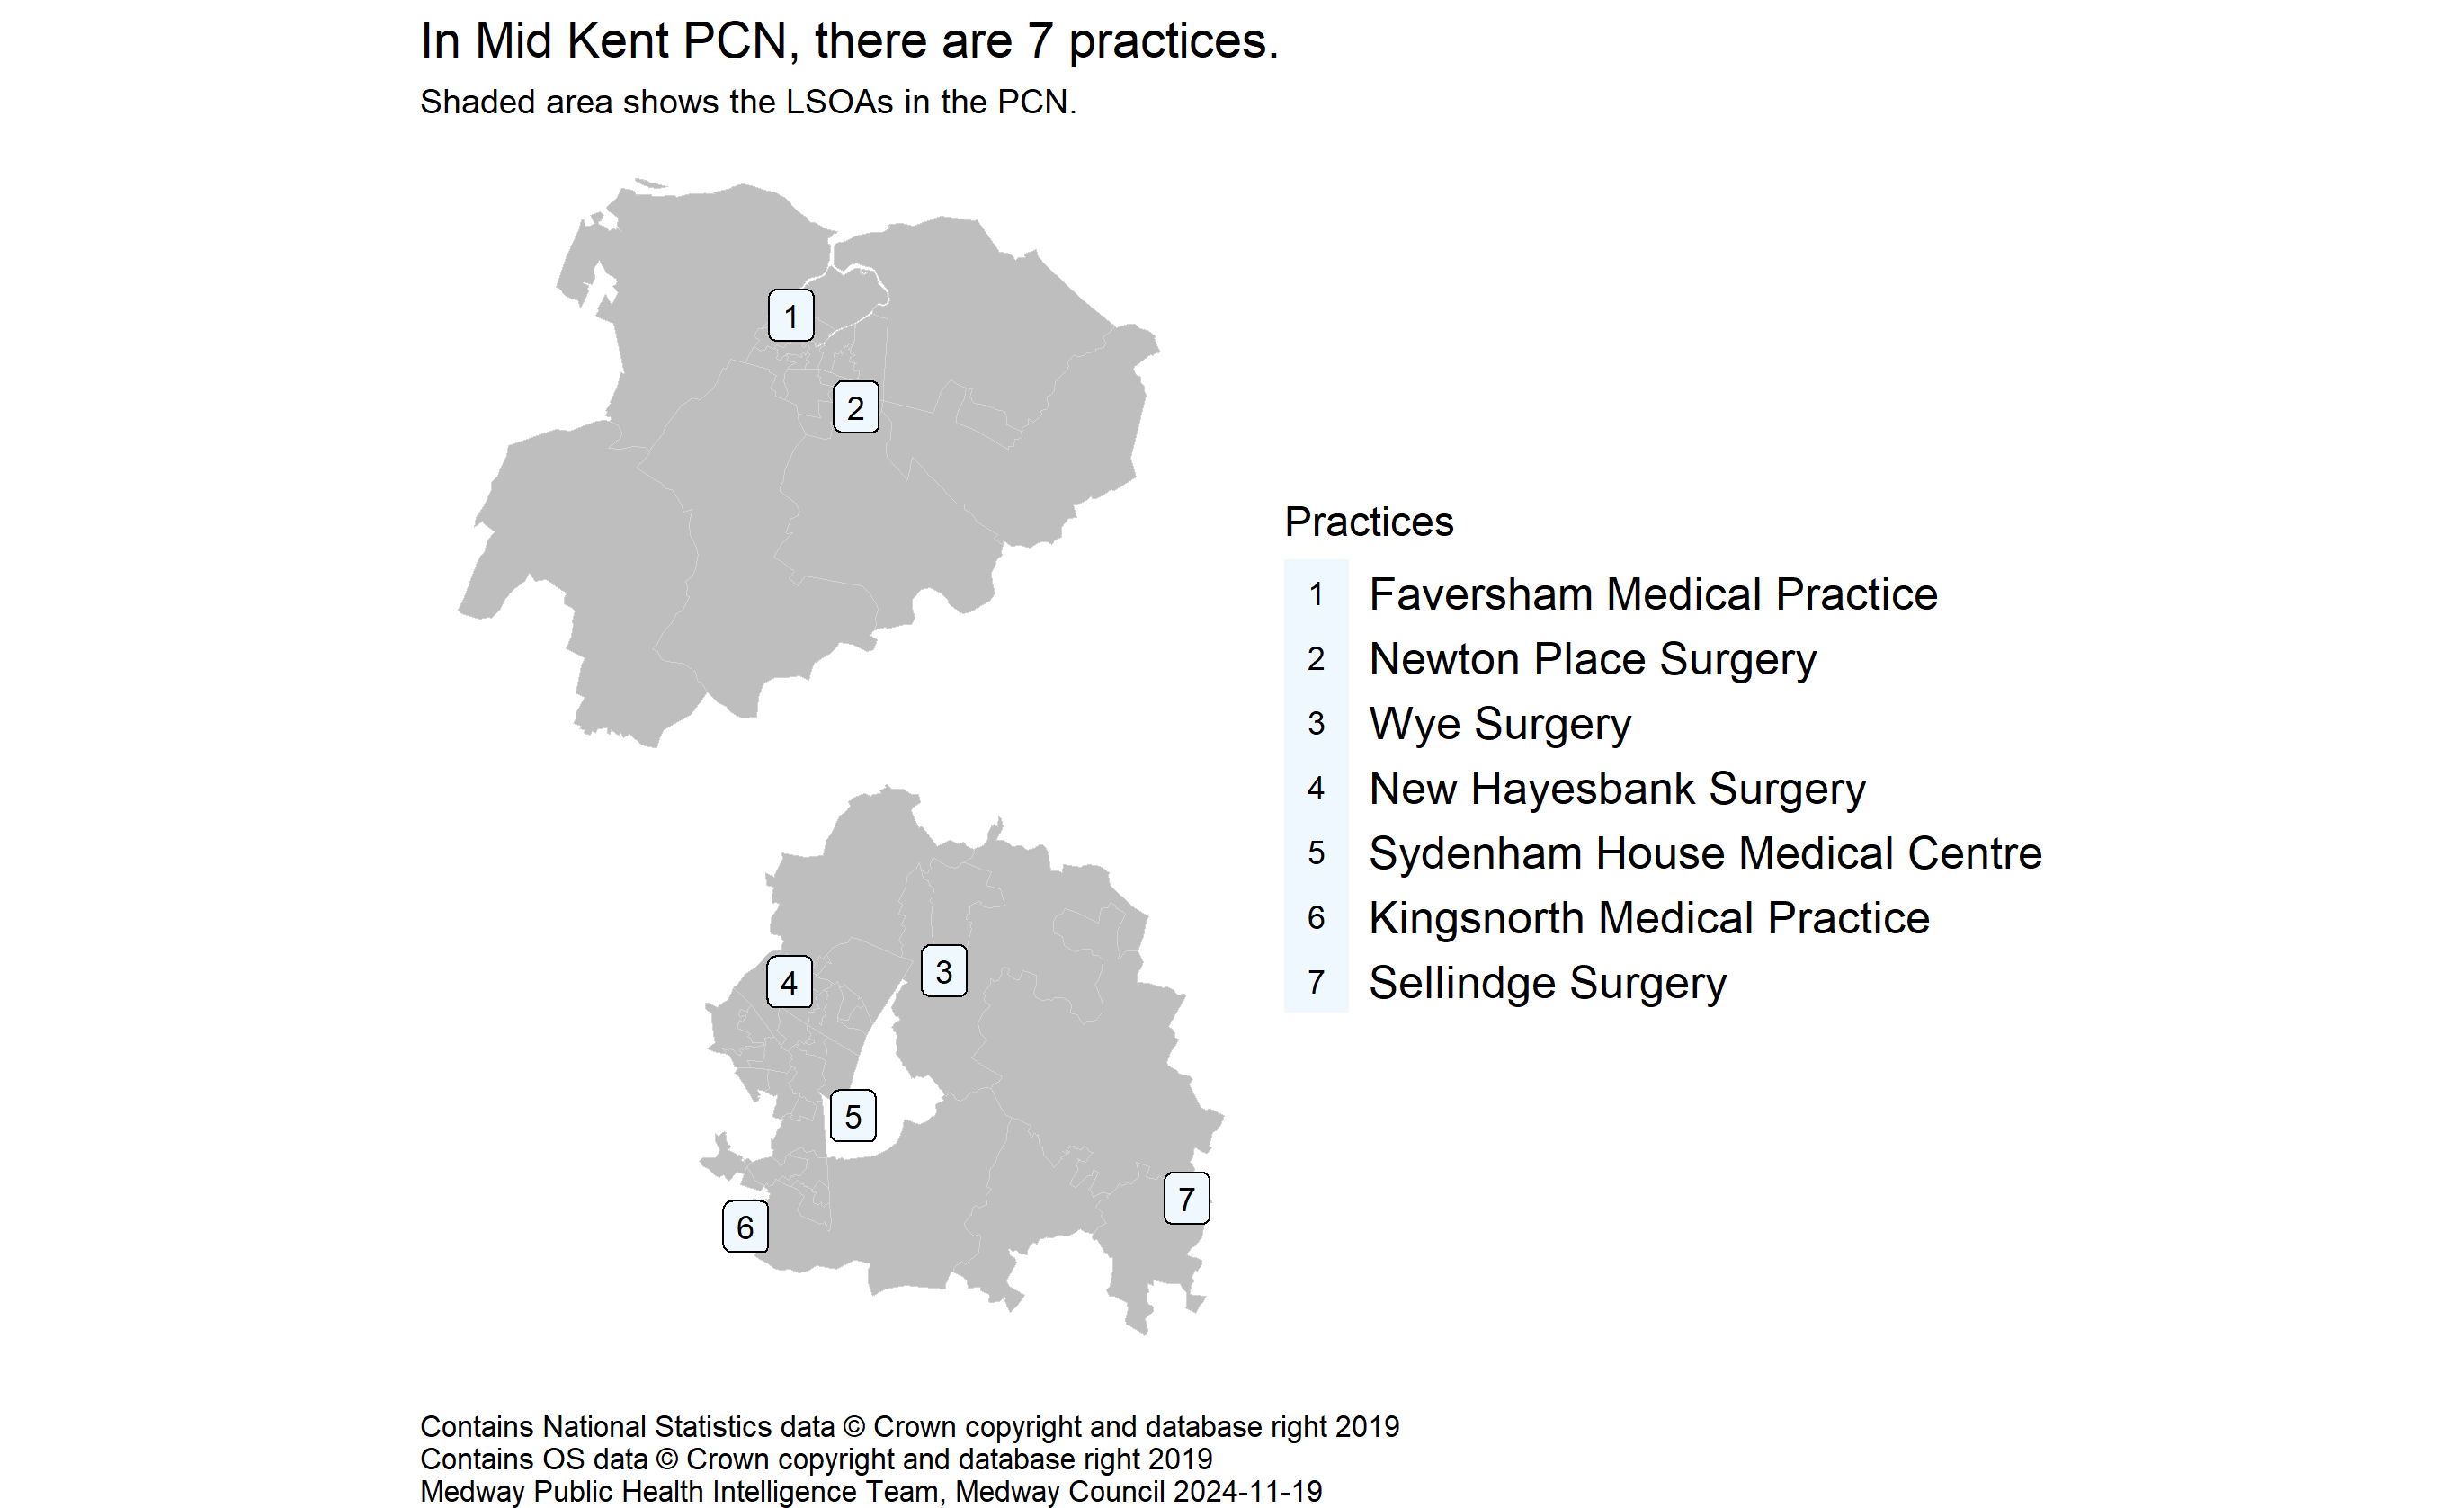 In Mid Kent PCN, there are 7 practices.
Shaded area shows the LSOAs in the PCN.
1
2
3
4
5
6
7
Practices
1 Faversham Medical Practice
2 Newton Place Surgery
3 Wye Surgery
4 New Hayesbank Surgery
5 Sydenham House Medical Centre
6 Kingsnorth Medical Practice
7 Sellindge Surgery
Contains National Statistics data © Crown copyright and database right 2019
Contains OS data © Crown copyright and database right 2019
Medway Public Health Intelligence Team, Medway Council 2024-11-19